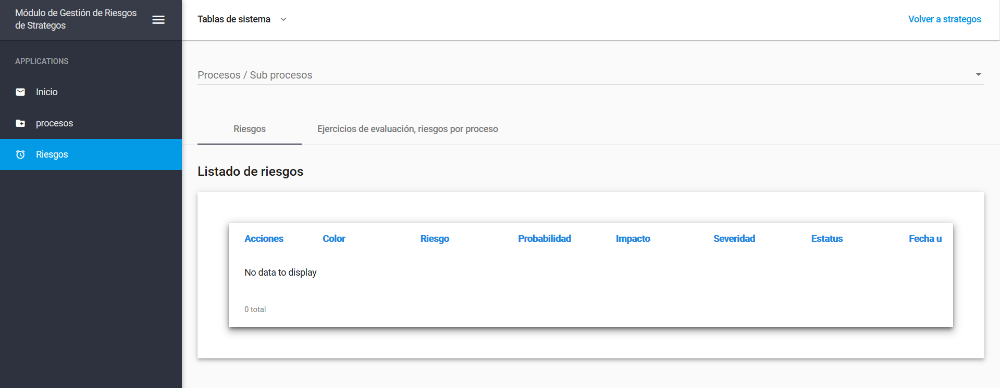 Módulo de Gestión de Riesgos
de Strategos
Tablas de sistema
Volver a strategos
APPLICATIONS
Inicio
procesos
Riesgos
Procesos / Sub procesos
Riesgos
Ejercicios de evaluación, riesgos por proceso
Listado de riesgos
Acciones Color Riesgo Probabilidad Impacto Severidad Estatus Fecha u
No data to display
0 total